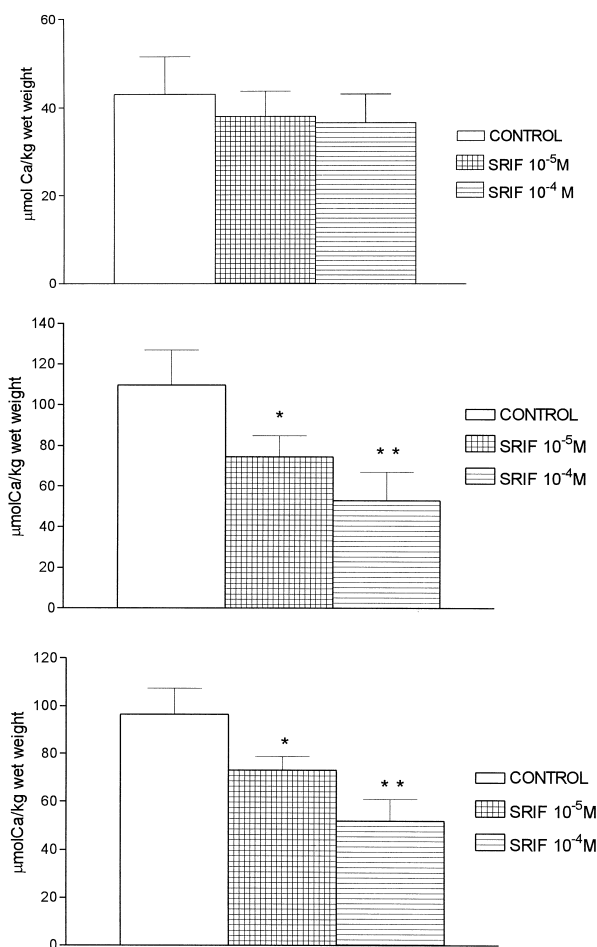 60
40
20
0
μmol Ca/kg wet weight
CONTROL
SRIF 10⁻⁵M
SRIF 10⁻⁴ M
140
120
100
80
60
40
20
0
μmolCa/kg wet weight
*
* *
CONTROL
SRIF 10⁻⁵M
SRIF 10⁻⁴M
120
100
80
60
40
20
0
μmolCa/kg wet weight
*
* *
CONTROL
SRIF 10⁻⁵M
SRIF 10⁻⁴M